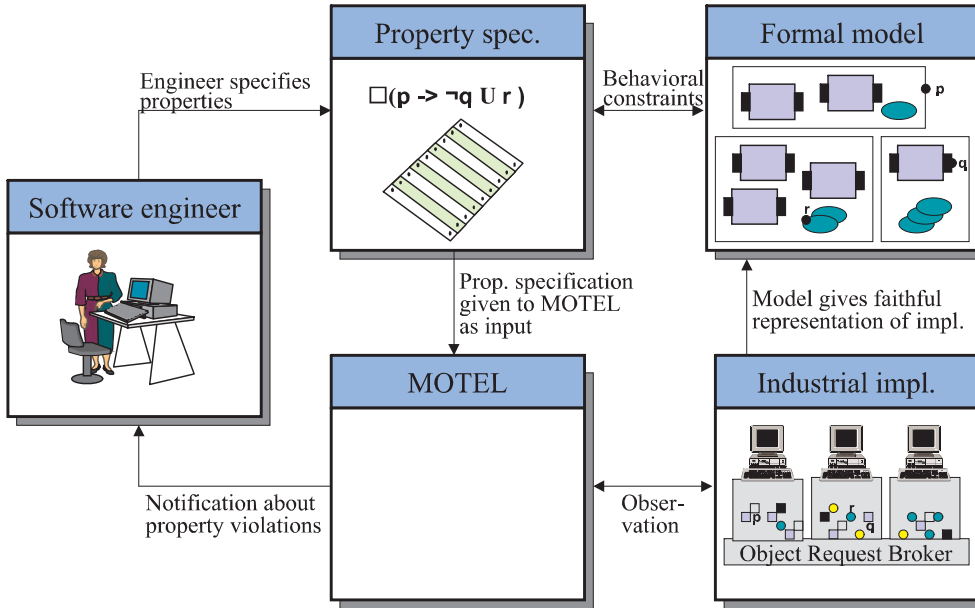 Property spec.
Formal model
Engineer specifies
properties
□(p -> ¬q U r )
Behavioral
constraints
p
q
r
Software engineer
Prop. specification
given to MOTEL
as input
Model gives faithful
representation of impl.
MOTEL
Industrial impl.
Notification about
property violations
Obser-
vation
p
r
q
Object Request Broker